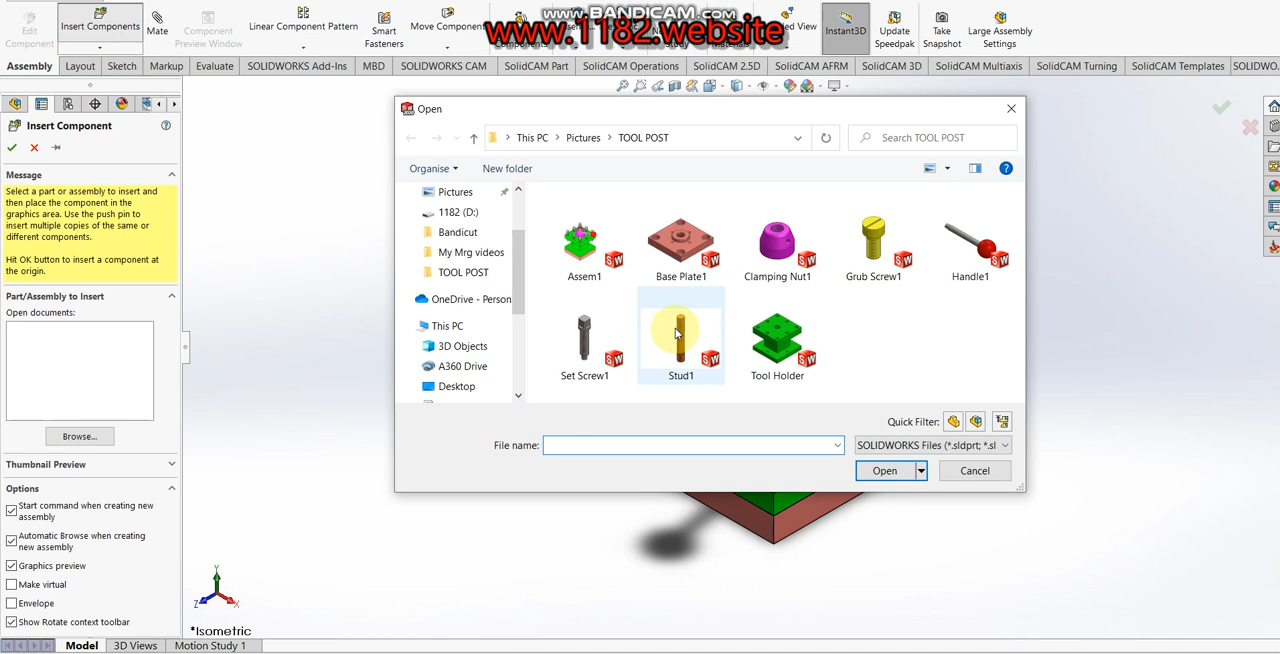 www.BANDICAM.com
www.1182.website
Edit Component
Insert Components
Mate
Component Preview Window
Linear Component Pattern
Smart Fasteners
Move Component
Instant3D
Update Speedpak
Take Snapshot
Large Assembly Settings
Assembly Layout Sketch Markup Evaluate SOLIDWORKS Add-Ins MBD SOLIDWORKS CAM SolidCAM Part SolidCAM Operations SolidCAM 2.5D SolidCAM AFRM SolidCAM 3D SolidCAM Multiaxis SolidCAM Turning SolidCAM Templates SOLIDWO...
Insert Component
Message
Select a part or assembly to insert and
then place the component in the
graphics area. Use the push pin to
insert multiple copies of the same or
different components.
Hit OK button to insert a component at
the origin.
Part/Assembly to Insert
Open documents:
Browse...
Thumbnail Preview
Options
Start command when creating new
assembly
Automatic Browse when creating
new assembly
Graphics preview
Make virtual
Envelope
Show Rotate context toolbar
Open
This PC > Pictures > TOOL POST
Search TOOL POST
Organise
New folder
Pictures
1182 (D:)
Bandicut
My Mrg videos
TOOL POST
OneDrive - Person
This PC
3D Objects
A360 Drive
Desktop
Assem1
Base Plate1
Clamping Nut1
Grub Screw1
Handle1
Set Screw1
Stud1
Tool Holder
Quick Filter:
File name:
SOLIDWORKS Files (*.sldprt; *.sl
Open
Cancel
Y
Z
X
*Isometric
Model 3D Views Motion Study 1